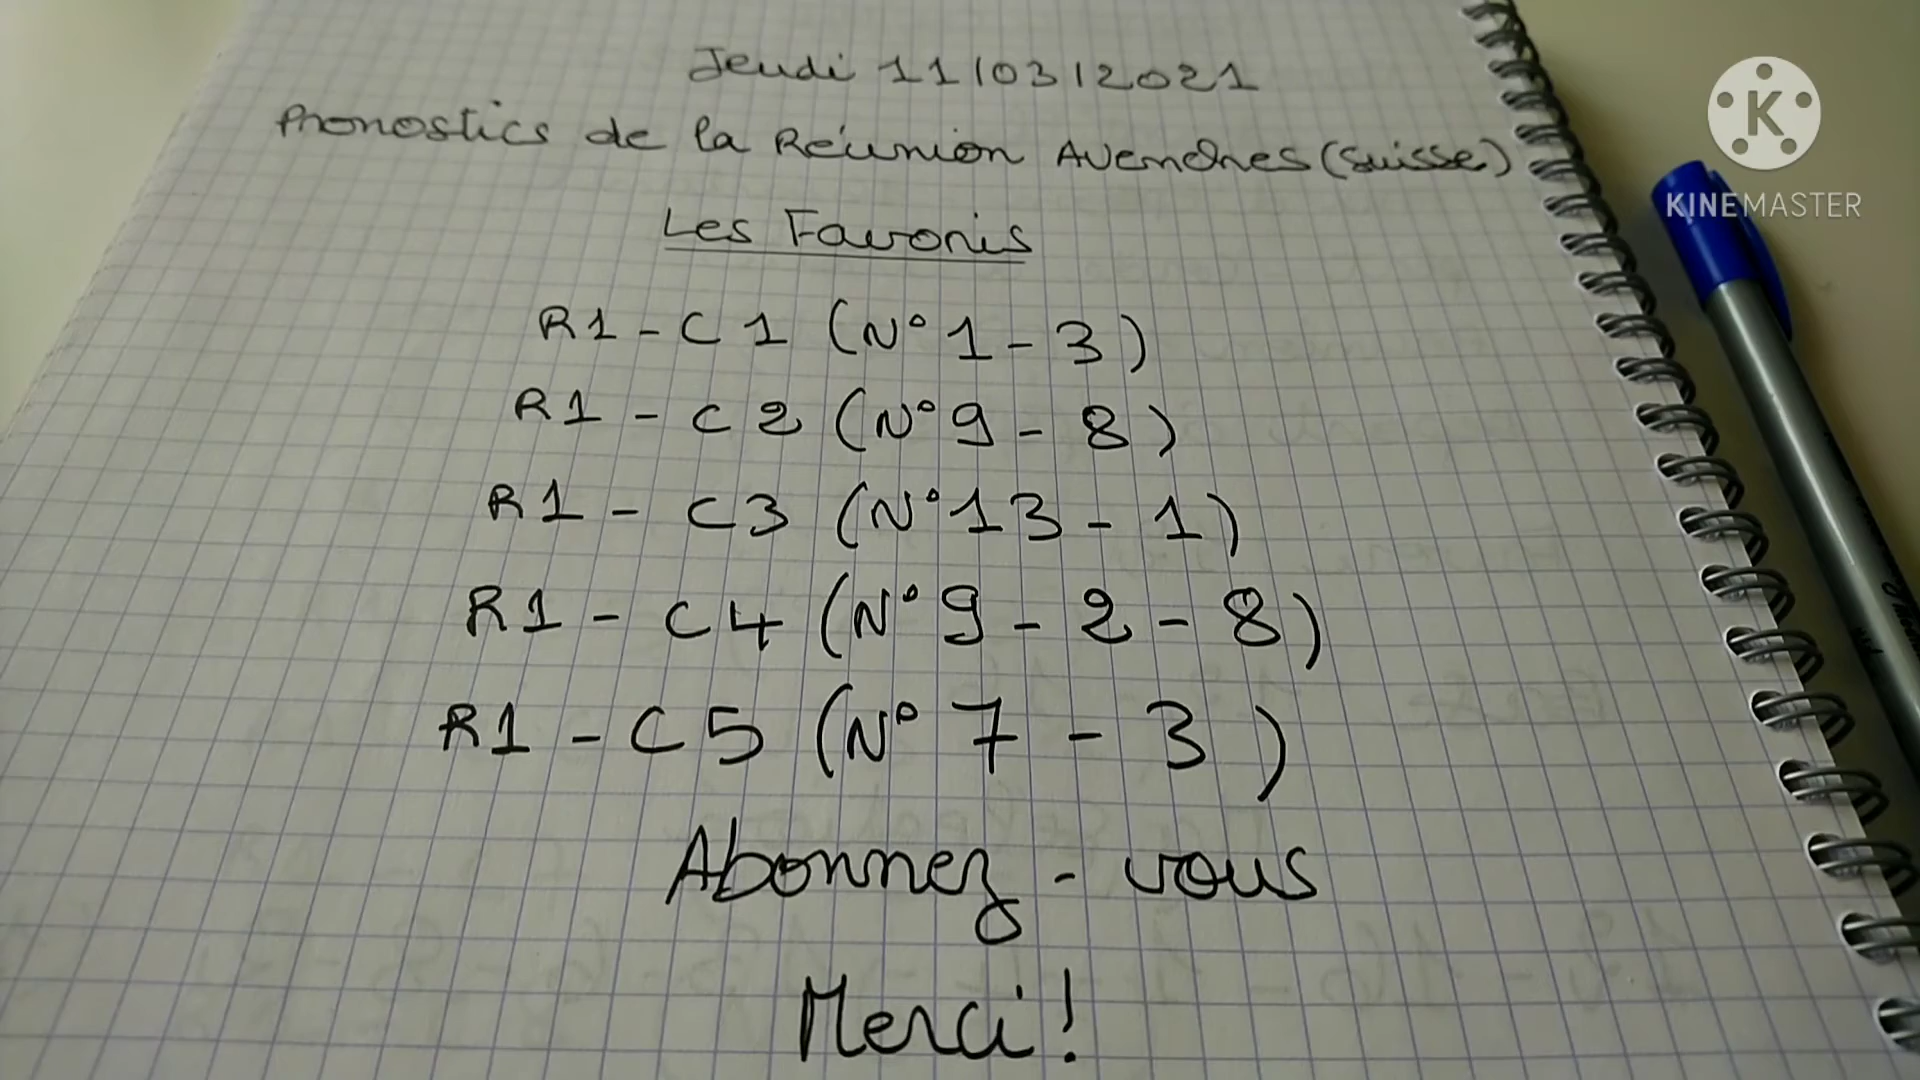 Jeudi 11/03/2021
Pronostics de la Réunion Avenches (Suisse)
Les Favoris
R1 - C1 (N° 1 - 3)
R1 - C2 (N° 9 - 8)
R1 - C3 (N° 13 - 1)
R1 - C4 (N° 9 - 2 - 8)
R1 - C5 (N° 7 - 3)
Abonnez - vous
Merci !
K
KINEMASTER